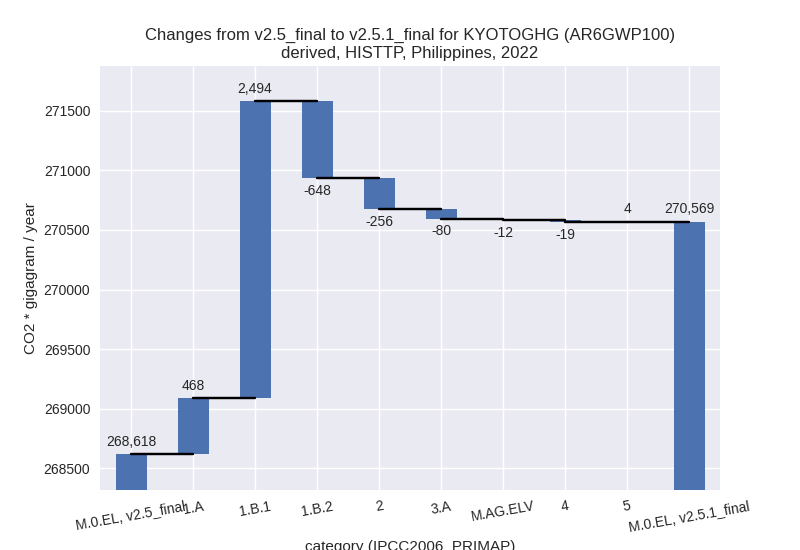 Changes from v2.5_final to v2.5.1_final for KYOTOGHG (AR6GWP100)
derived, HISTTP, Philippines, 2022
CO2 * gigagram / year
271500
271000
270500
270000
269500
269000
268500
268,618
468
2,494
-648
-256
-80
-12
-19
4
270,569
M.0.EL, v2.5_final
1.A
1.B.1
1.B.2
2
3.A
M.AG.ELV
4
5
M.0.EL, v2.5.1_final
category (IPCC2006_PRIMAP)